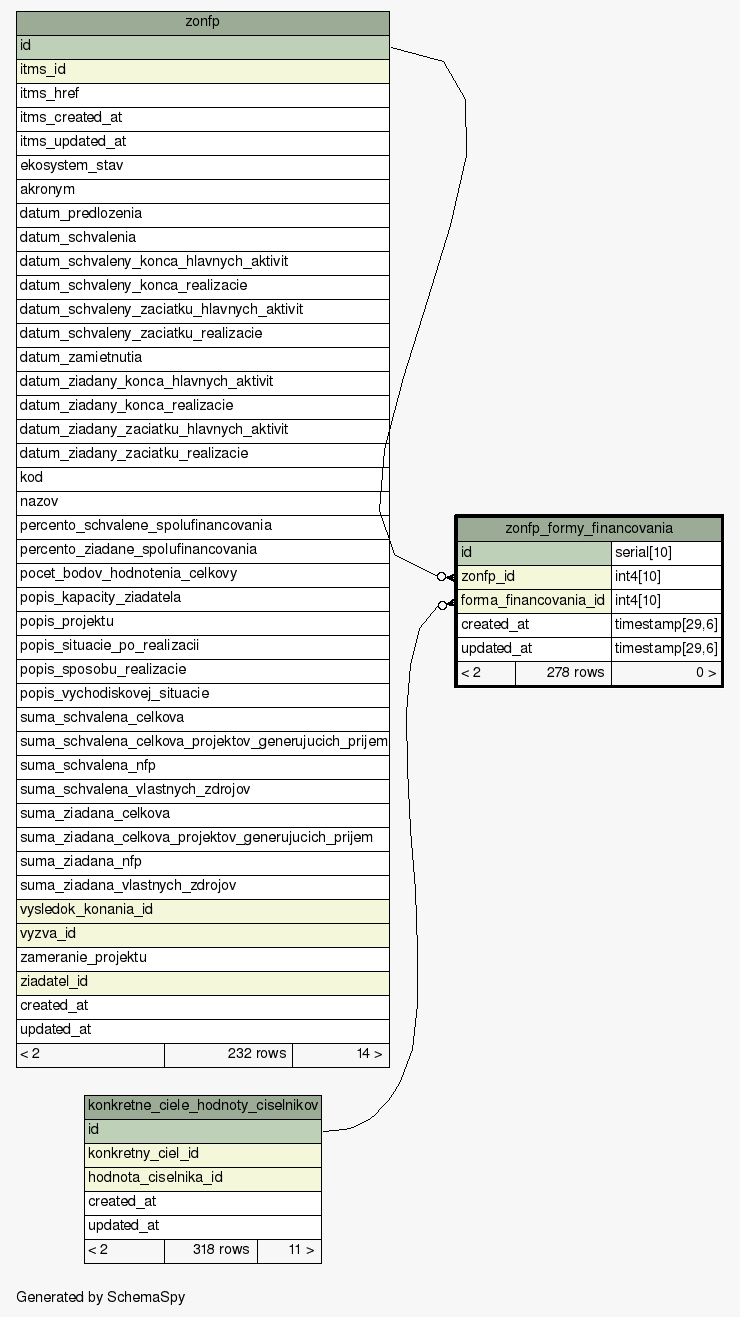 zonfp
id
itms_id
itms_href
itms_created_at
itms_updated_at
ekosystem_stav
akronym
datum_predlozenia
datum_schvalenia
datum_schvaleny_konca_hlavnych_aktivit
datum_schvaleny_konca_realizacie
datum_schvaleny_zaciatku_hlavnych_aktivit
datum_schvaleny_zaciatku_realizacie
datum_zamietnutia
datum_ziadany_konca_hlavnych_aktivit
datum_ziadany_konca_realizacie
datum_ziadany_zaciatku_hlavnych_aktivit
datum_ziadany_zaciatku_realizacie
kod
nazov
percento_schvalene_spolufinancovania
percento_ziadane_spolufinancovania
pocet_bodov_hodnotenia_celkovy
popis_kapacity_ziadatela
popis_projektu
popis_situacie_po_realizacii
popis_sposobu_realizacie
popis_vychodiskovej_situacie
suma_schvalena_celkova
suma_schvalena_celkova_projektov_generujucich_prijem
suma_schvalena_nfp
suma_schvalena_vlastnych_zdrojov
suma_ziadana_celkova
suma_ziadana_celkova_projektov_generujucich_prijem
suma_ziadana_nfp
suma_ziadana_vlastnych_zdrojov
vysledok_konania_id
vyzva_id
zameranie_projektu
ziadatel_id
created_at
updated_at
< 2 232 rows 14 >
zonfp_formy_financovania
id serial[10]
zonfp_id int4[10]
forma_financovania_id int4[10]
created_at timestamp[29,6]
updated_at timestamp[29,6]
< 2 278 rows 0 >
konkretne_ciele_hodnoty_ciselnikov
id
konkretny_ciel_id
hodnota_ciselnika_id
created_at
updated_at
< 2 318 rows 11 >
Generated by SchemaSpy